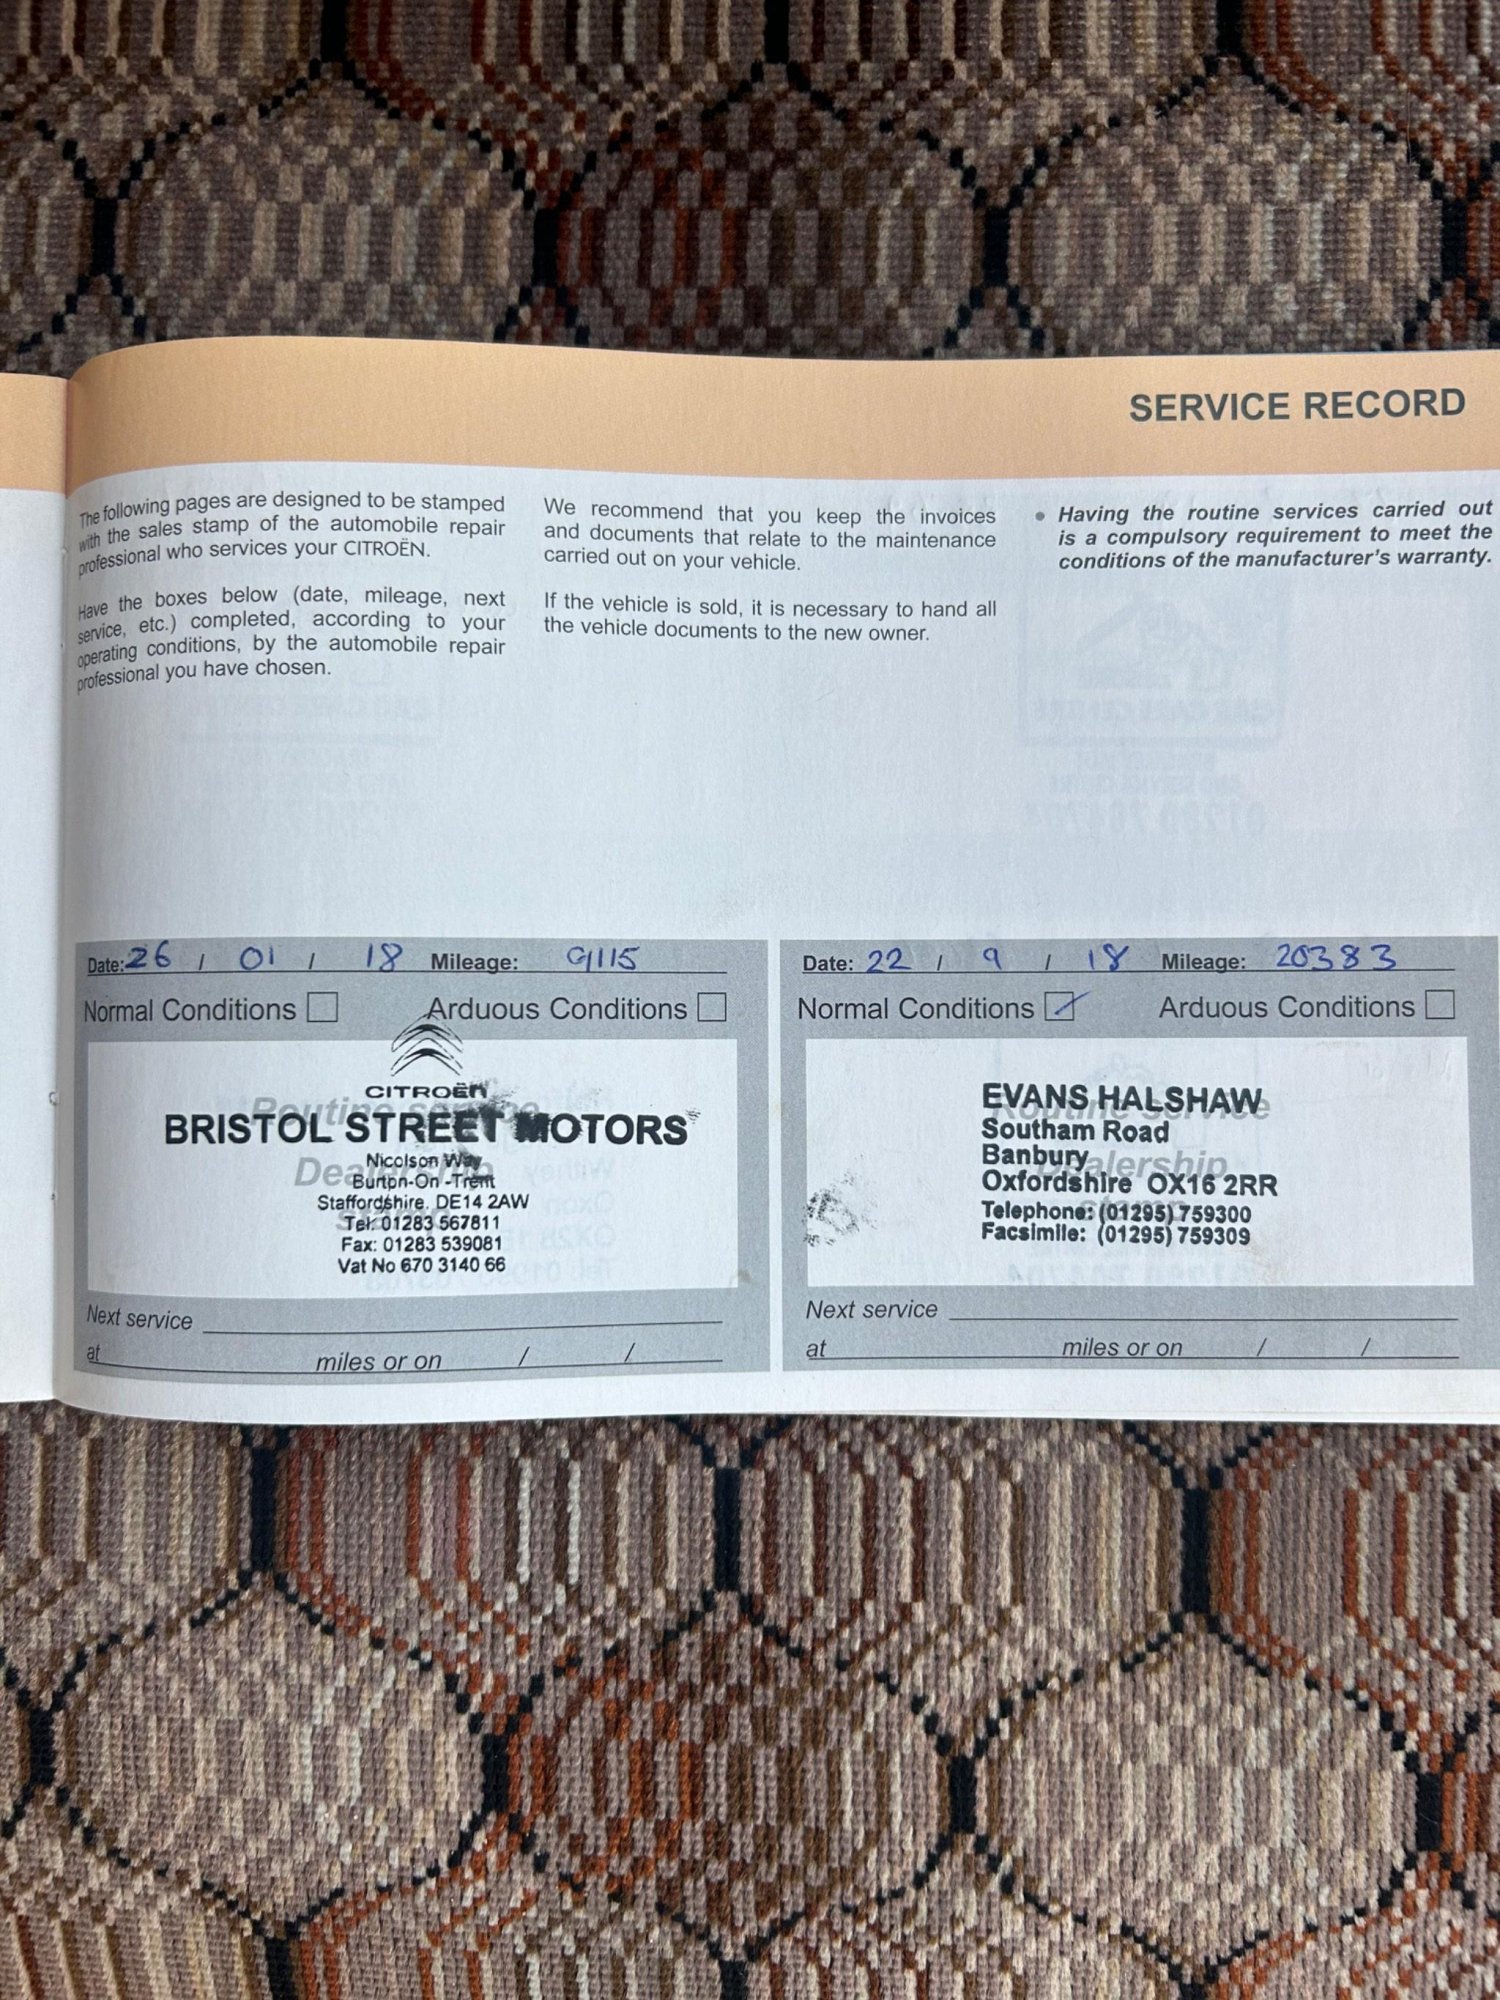 SERVICE RECORD
The following pages are designed to be stamped
with the sales stamp of the automobile repair
professional who services your CITROËN.
Have the boxes below (date, mileage, next
service, etc.) completed, according to your
operating conditions, by the automobile repair
professional you have chosen.
We recommend that you keep the invoices
and documents that relate to the maintenance
carried out on your vehicle.
If the vehicle is sold, it is necessary to hand all
the vehicle documents to the new owner.
• Having the routine services carried out
is a compulsory requirement to meet the
conditions of the manufacturer's warranty.
Date: 26 / 01 / 18 Mileage: 9115
Normal Conditions Arduous Conditions
Routine service
Dealership
stamp
CITROËN
BRISTOL STREET MOTORS
Nicolson Way
Burton-On-Trent
Staffordshire. DE14 2AW
Tel: 01283 567811
Fax: 01283 539081
Vat No 670 3140 66
Next service
at miles or on / /
Date: 22 / 9 / 18 Mileage: 20383
Normal Conditions Arduous Conditions
Routine service
Dealership
stamp
EVANS HALSHAW
Southam Road
Banbury
Oxfordshire OX16 2RR
Telephone: (01295) 759300
Facsimile: (01295) 759309
Next service
at miles or on / /